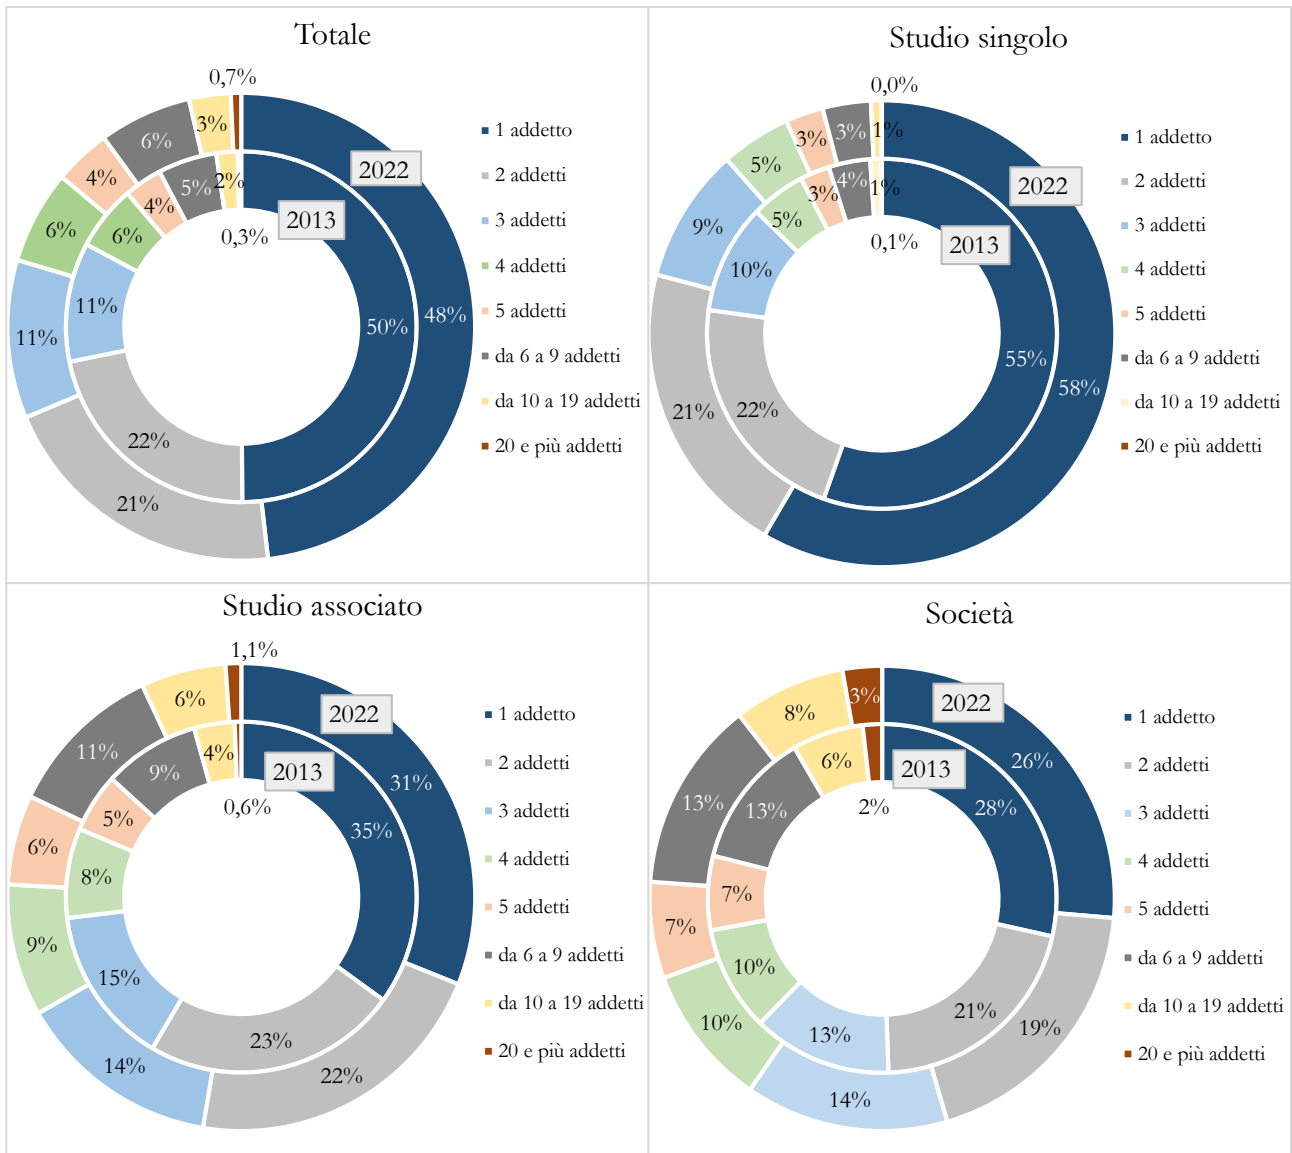 Totale
0,7%
3%
6%
4%
6%
11%
21%
48%
2022
2013
2%
5%
4%
6%
11%
22%
50%
0,3%
1 addetto
2 addetti
3 addetti
4 addetti
5 addetti
da 6 a 9 addetti
da 10 a 19 addetti
20 e più addetti
Studio singolo
0,0%
1%
3%
3%
5%
9%
21%
58%
2022
2013
1%
4%
3%
5%
10%
22%
55%
0,1%
1 addetto
2 addetti
3 addetti
4 addetti
5 addetti
da 6 a 9 addetti
da 10 a 19 addetti
20 e più addetti
Studio associato
1,1%
6%
11%
6%
9%
14%
22%
31%
2022
2013
4%
9%
5%
8%
15%
23%
35%
0,6%
1 addetto
2 addetti
3 addetti
4 addetti
5 addetti
da 6 a 9 addetti
da 10 a 19 addetti
20 e più addetti
Società
3%
8%
13%
7%
10%
14%
19%
26%
2022
2013
6%
13%
7%
10%
13%
21%
28%
2%
1 addetto
2 addetti
3 addetti
4 addetti
5 addetti
da 6 a 9 addetti
da 10 a 19 addetti
20 e più addetti